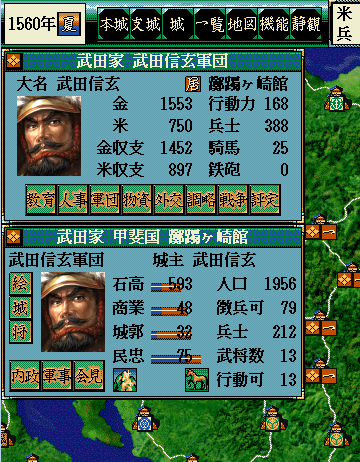 1560年 夏 本城 支城 城 一覧 地図 機能 静観 米
兵
武田家 武田信玄軍団
大名 武田信玄 居 躑躅ヶ崎館
金 1553 行動力 168
米 750 兵士 388
金収支 1452 騎馬 25
米収支 897 鉄砲 0
教育 人事 軍団 物資 外交 調略 戦争 評定
武田家 甲斐国 躑躅ヶ崎館
武田信玄軍団 城主 武田信玄
絵 石高 593 人口 1956
城 商業 48 徴兵可 79
将 城郭 32 兵士 212
民忠 75 武将数 13
内政 軍事 会見 行動可 13